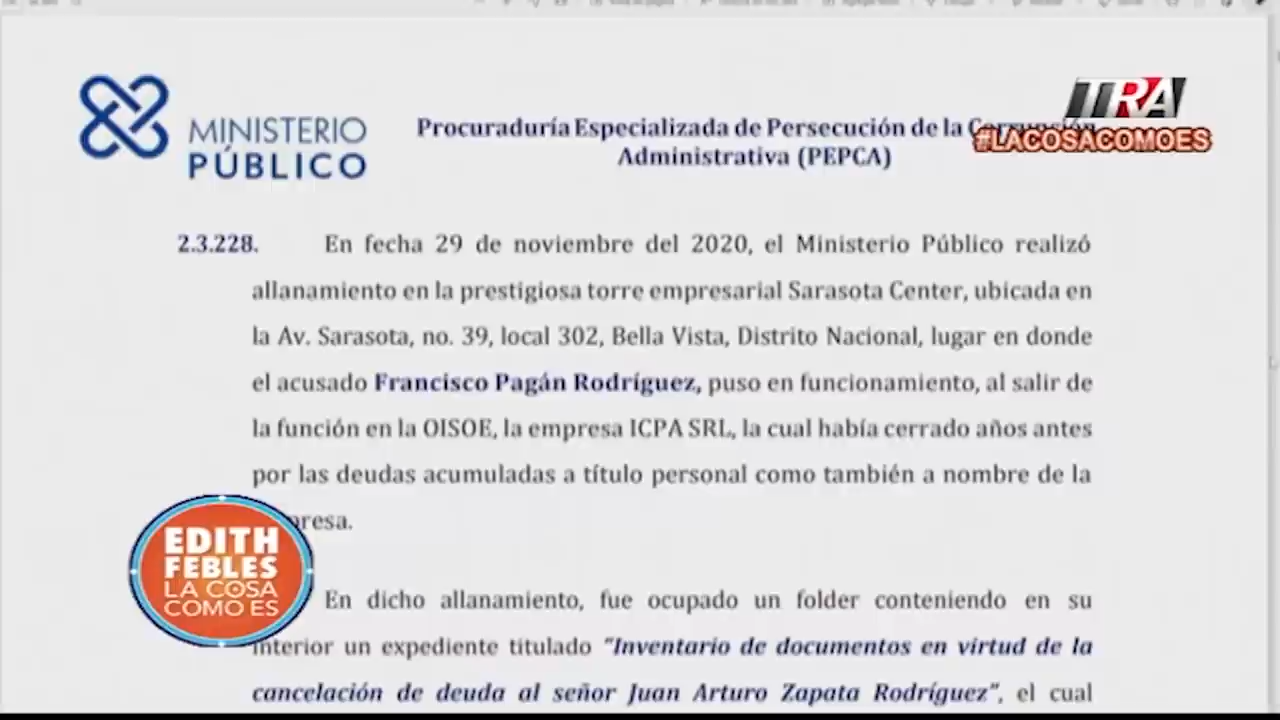 MINISTERIO
PÚBLICO
Procuraduría Especializada de Persecución de la
Administrativa (PEPCA)
TRA
#LACOSACOMOES
2.3.228. En fecha 29 de noviembre del 2020, el Ministerio Público realizó
allanamiento en la prestigiosa torre empresarial Sarasota Center, ubicada en
la Av. Sarasota, no. 39, local 302, Bella Vista, Distrito Nacional, lugar en donde
el acusado Francisco Pagán Rodríguez, puso en funcionamiento, al salir de
la función en la OISOE, la empresa ICPA SRL, la cual había cerrado años antes
por las deudas acumuladas a título personal como también a nombre de la
presa.
EDITH
FEBLES
LA COSA
COMO ES
En dicho allanamiento, fue ocupado un folder conteniendo en su
interior un expediente titulado "Inventario de documentos en virtud de la
cancelación de deuda al señor Juan Arturo Zapata Rodríguez", el cual